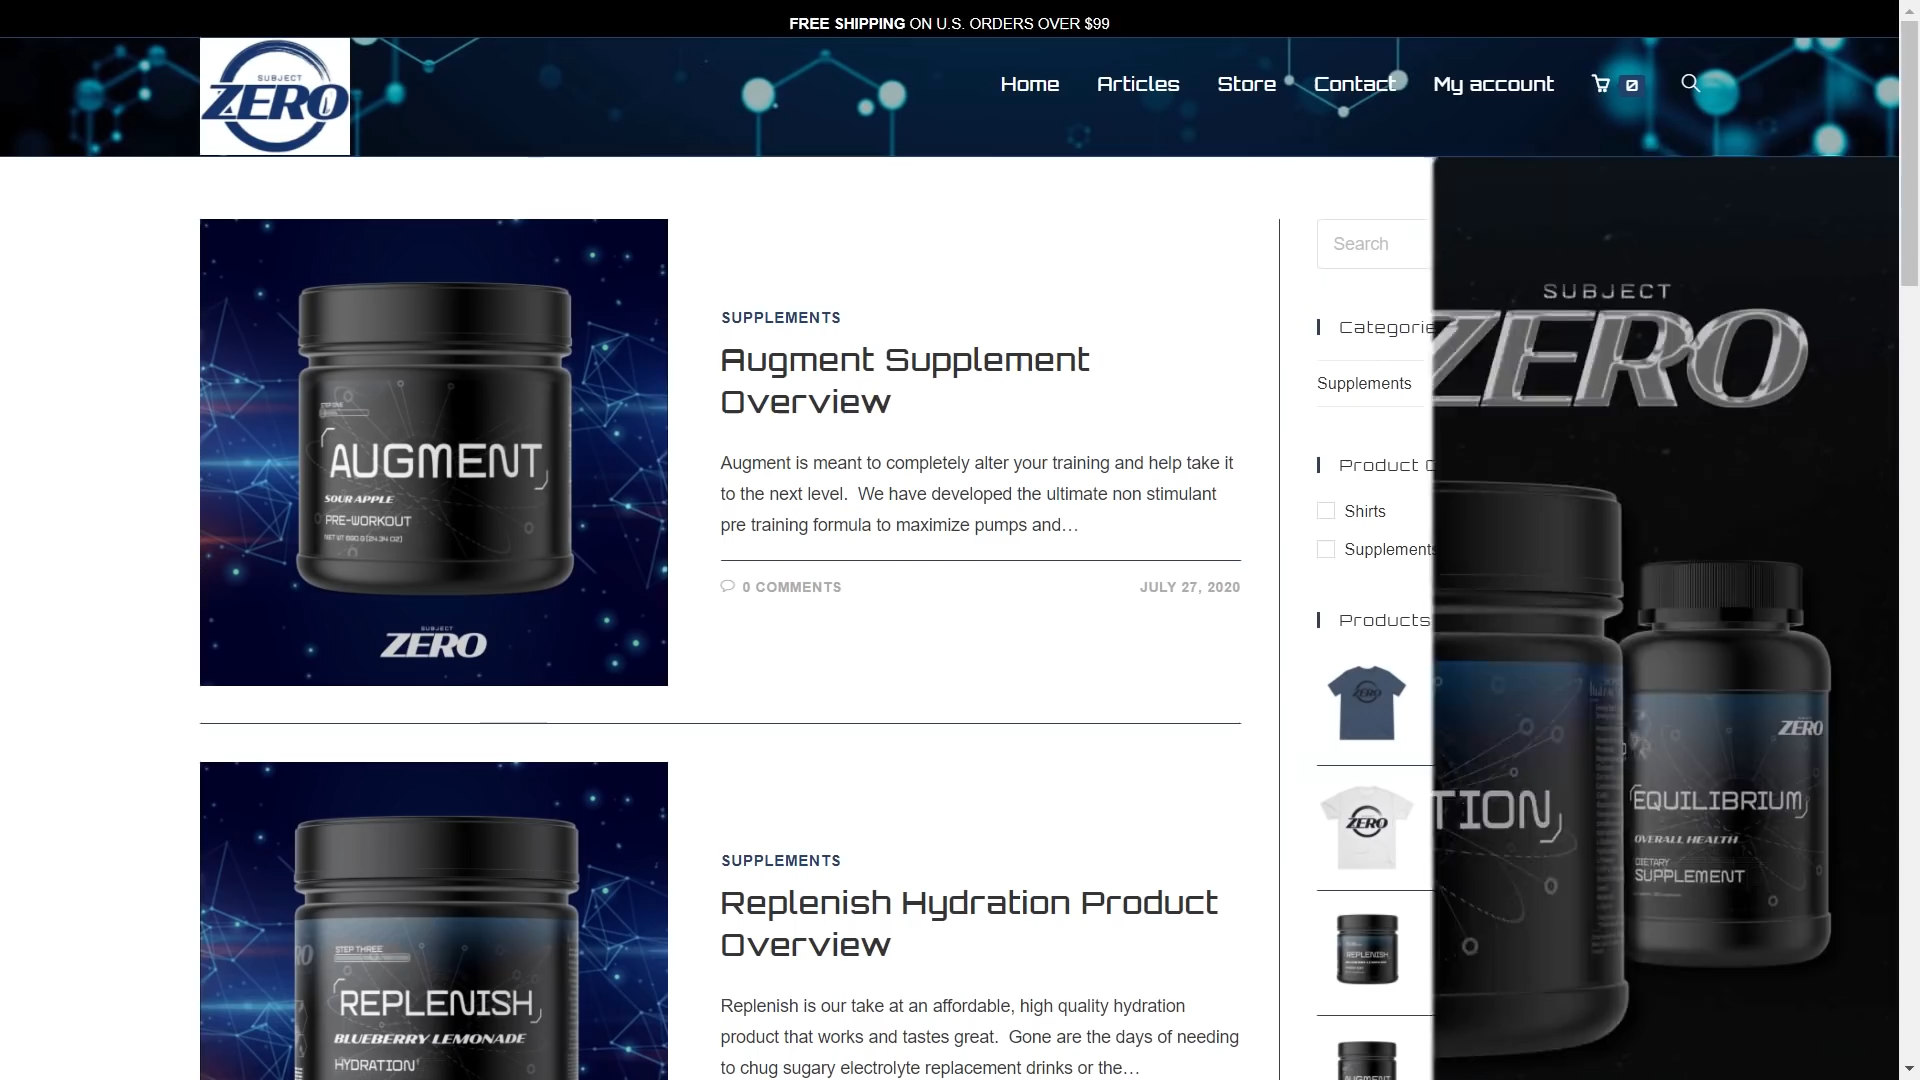 FREE SHIPPING ON U.S. ORDERS OVER $99
SUBJECT
ZERO
Home
Articles
Store
Contact
My account
0
AUGMENT
SOUR APPLE
PRE-WORKOUT
SUBJECT
ZERO
SUPPLEMENTS
Augment Supplement
Overview
Augment is meant to completely alter your training and help take it
to the next level. We have developed the ultimate non stimulant
pre training formula to maximize pumps and…
0 COMMENTS
JULY 27, 2020
STEP THREE
REPLENISH
BLUEBERRY LEMONADE
HYDRATION
SUPPLEMENTS
Replenish Hydration Product
Overview
Replenish is our take at an affordable, high quality hydration
product that works and tastes great. Gone are the days of needing
to chug sugary electrolyte replacement drinks or the…
Search
Categorie
Supplements
Product
Shirts
Supplements
Products
ZERO
ZERO
REPLENISH
AUGMENT
SUBJECT
ZERO
TION
ZERO
EQUILIBRIUM
OVERALL HEALTH
DIETARY
SUPPLEMENT